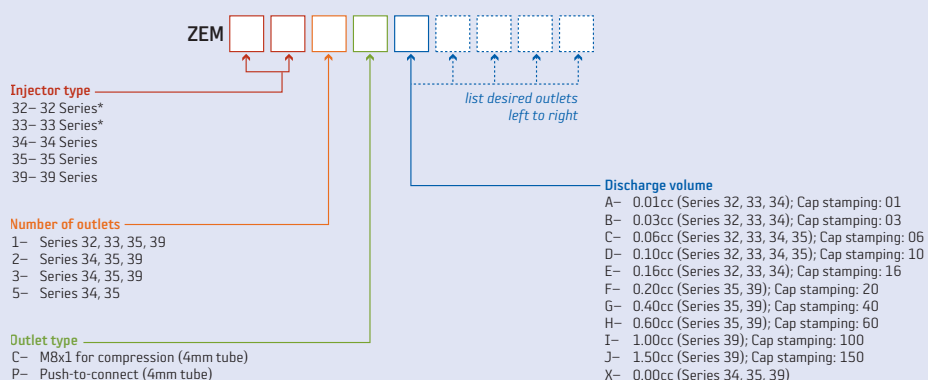 ZEM
list desired outlets
left to right
Injector type
32– 32 Series*
33– 33 Series*
34– 34 Series
35– 35 Series
39– 39 Series
Number of outlets
1– Series 32, 33, 35, 39
2– Series 34, 35, 39
3– Series 34, 35, 39
5– Series 34, 35
Outlet type
C– M8x1 for compression (4mm tube)
P– Push-to-connect (4mm tube)
Discharge volume
A– 0.01cc (Series 32, 33, 34); Cap stamping: 01
B– 0.03cc (Series 32, 33, 34); Cap stamping: 03
C– 0.06cc (Series 32, 33, 34, 35); Cap stamping: 06
D– 0.10cc (Series 32, 33, 34, 35); Cap stamping: 10
E– 0.16cc (Series 32, 33, 34); Cap stamping: 16
F– 0.20cc (Series 35, 39); Cap stamping: 20
G– 0.40cc (Series 35, 39); Cap stamping: 40
H– 0.60cc (Series 35, 39); Cap stamping: 60
I– 1.00cc (Series 39); Cap stamping: 100
J– 1.50cc (Series 39); Cap stamping: 150
X– 0.00cc (Series 34, 35, 39)